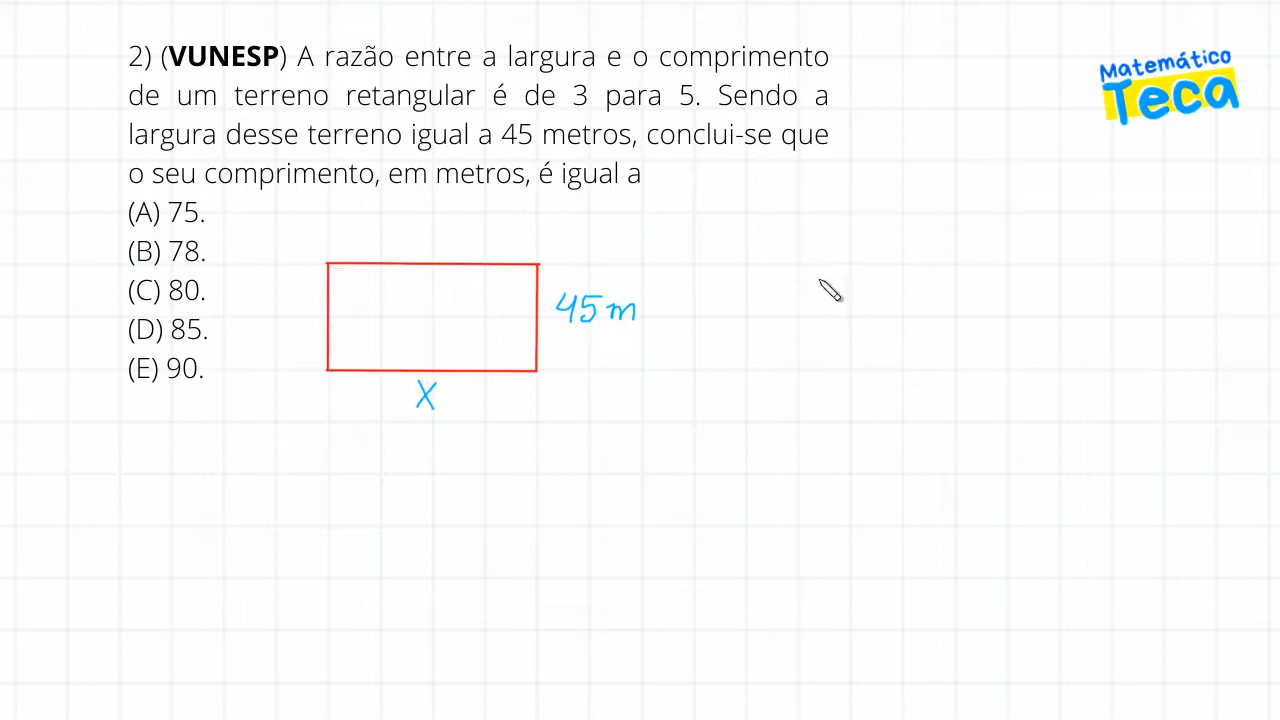 2) (VUNESP) A razão entre a largura e o comprimento
de um terreno retangular é de 3 para 5. Sendo a
largura desse terreno igual a 45 metros, conclui-se que
o seu comprimento, em metros, é igual a
(A) 75.
(B) 78.
(C) 80.
(D) 85.
(E) 90.
45m
X
Matemático
Teca